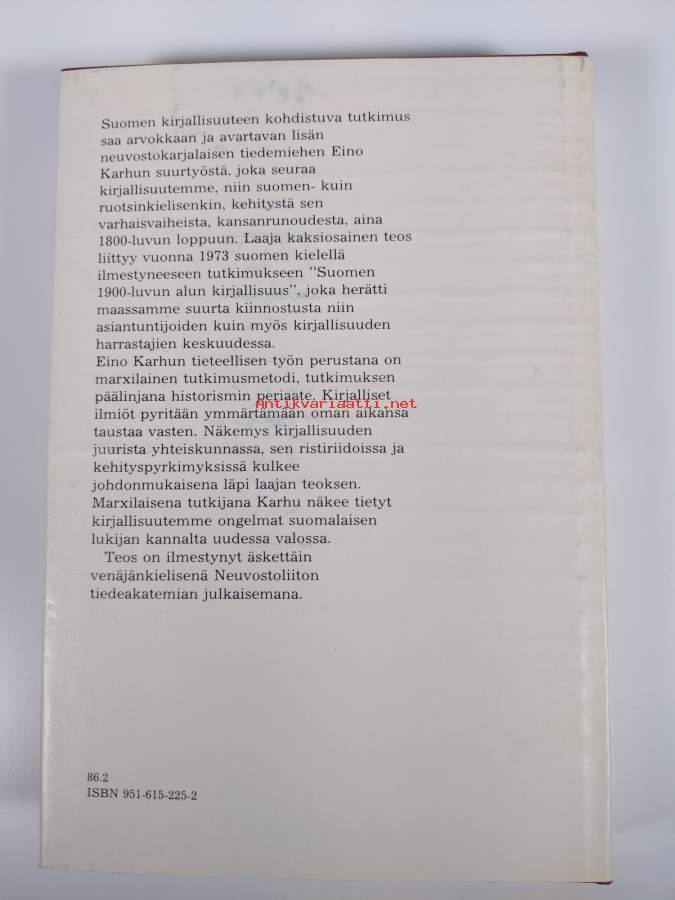 Suomen kirjallisuuteen kohdistuva tutkimus
saa arvokkaan ja avartavan lisän
neuvostokarjalaisen tiedemiehen Eino
Karhun suurtyöstä, joka seuraa
kirjallisuutemme, niin suomen- kuin
ruotsinkielisenkin, kehitystä sen
varhaisvaiheista, kansanrunoudesta, aina
1800-luvun loppuun. Laaja kaksiosainen teos
liittyy vuonna 1973 suomen kielellä
ilmestyneeseen tutkimukseen "Suomen
1900-luvun alun kirjallisuus", joka herätti
maassamme suurta kiinnostusta niin
asiantuntijoiden kuin myös kirjallisuuden
harrastajien keskuudessa.
Eino Karhun tieteellisen työn perustana on
marxilainen tutkimusmetodi, tutkimuksen
päälinjana historismin periaate. Kirjalliset
Antikvariaatti.net
ilmiöt pyritään ymmärtämään oman aikansa
taustaa vasten. Näkemys kirjallisuuden
juurista yhteiskunnassa, sen ristiriidoissa ja
kehityspyrkimyksissä kulkee
johdonmukaisena läpi laajan teoksen.
Marxilaisena tutkijana Karhu näkee tietyt
kirjallisuutemme ongelmat suomalaisen
lukijan kannalta uudessa valossa.
Teos on ilmestynyt äskettäin
venäjänkielisenä Neuvostoliiton
tiedeakatemian julkaisemana.
86.2
ISBN 951-615-225-2